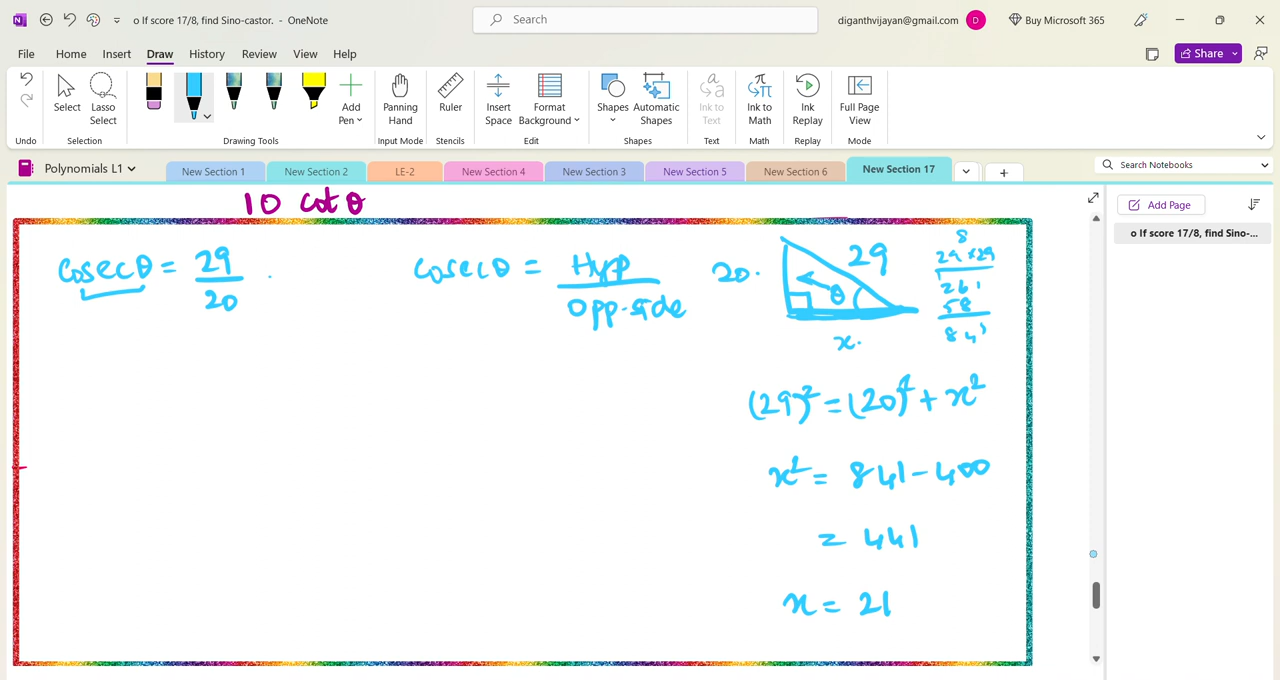 o If score 17/8, find Sino-castor. - OneNote
Search
diganthvijayan@gmail.com
D
Buy Microsoft 365
File Home Insert Draw History Review View Help
Share
Select
Lasso Select
Add Pen
Panning Hand
Ruler
Insert Space
Format Background
Shapes
Automatic Shapes
Ink to Text
Ink to Math
Ink Replay
Full Page View
Undo Selection Drawing Tools Input Mode Stencils Edit Shapes Text Math Replay Mode
Polynomials L1
New Section 1
New Section 2
LE-2
New Section 4
New Section 3
New Section 5
New Section 6
New Section 17
Search Notebooks
Add Page
o If score 17/8, find Sino-...
10 cot θ
cosec θ = 29/20
cosec θ = Hyp/Opp.side
20.
29
θ
x.
8
29×29
261
58
841
(29)² = (20)² + x²
x² = 841 - 400
= 441
x = 21